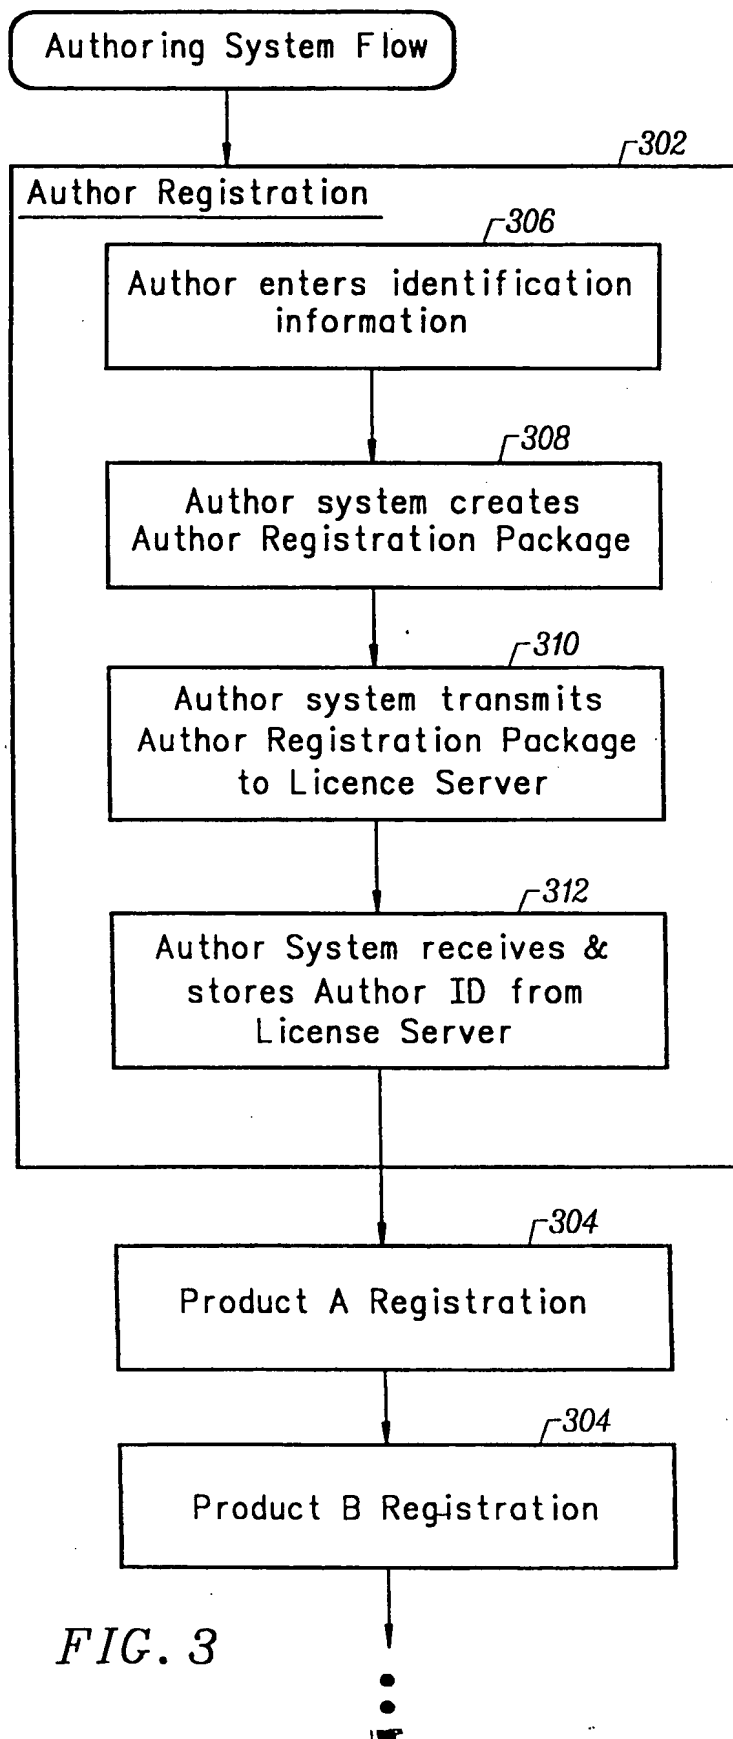 Authoring System Flow
302
Author Registration
306
Author enters identification
information
308
Author system creates
Author Registration Package
310
Author system transmits
Author Registration Package
to Licence Server
312
Author System receives &
stores Author ID from
License Server
304
Product A Registration
304
Product B Registration
FIG. 3